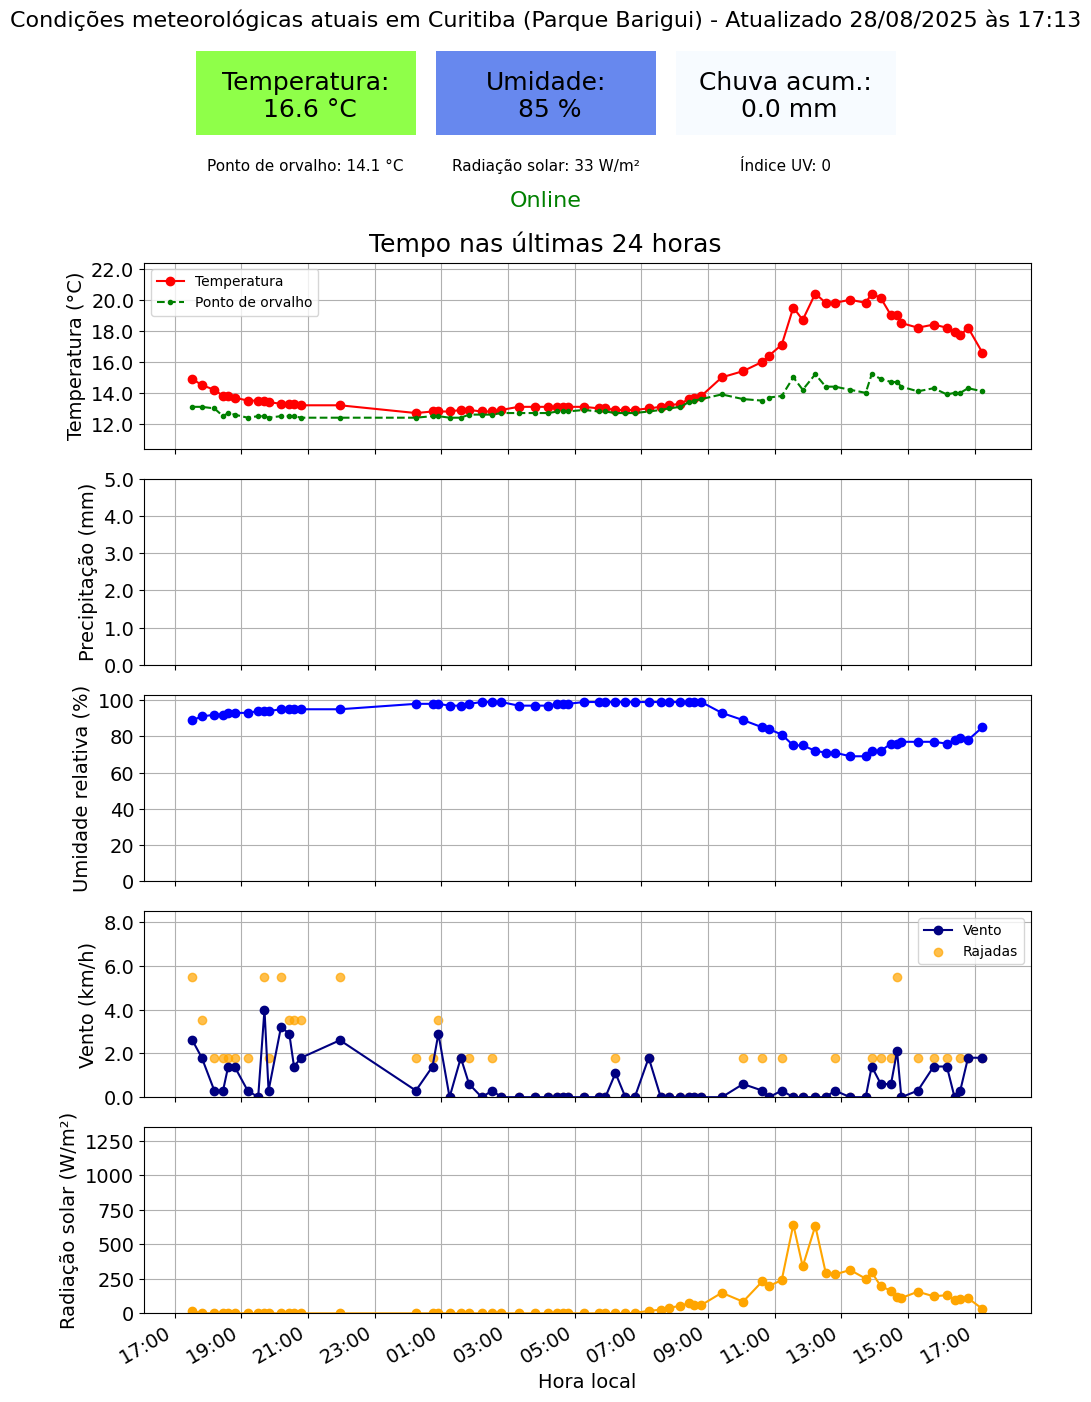 Condições meteorológicas atuais em Curitiba (Parque Barigui) - Atualizado 28/08/2025 às 17:13
Temperatura:
16.6 °C
Umidade:
85 %
Chuva acum.:
0.0 mm
Ponto de orvalho: 14.1 °C
Radiação solar: 33 W/m²
Índice UV: 0
Online
Tempo nas últimas 24 horas
Temperatura (°C)
22.0
20.0
18.0
16.0
14.0
12.0
Temperatura
Ponto de orvalho
Precipitação (mm)
5.0
4.0
3.0
2.0
1.0
0.0
Umidade relativa (%)
100
80
60
40
20
0
Vento (km/h)
8.0
6.0
4.0
2.0
0.0
Vento
Rajadas
Radiação solar (W/m²)
1250
1000
750
500
250
0
17:00
19:00
21:00
23:00
01:00
03:00
05:00
07:00
09:00
11:00
13:00
15:00
17:00
Hora local